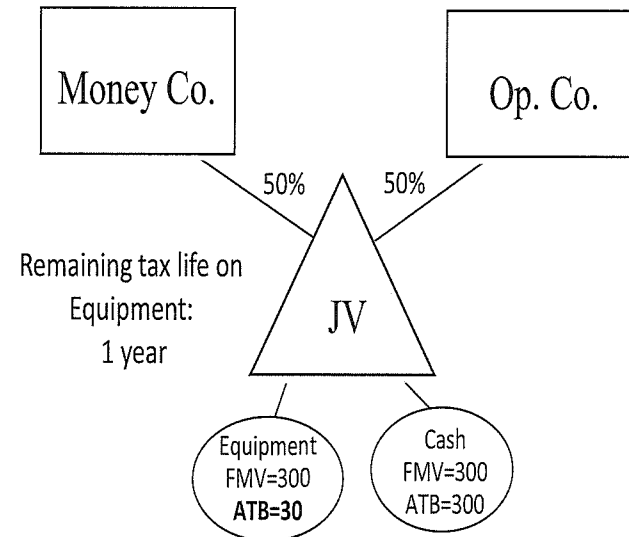 Money Co.
Op. Co.
50%
50%
Remaining tax life on
Equipment:
1 year
JV
Equipment
FMV=300
ATB=30
Cash
FMV=300
ATB=300